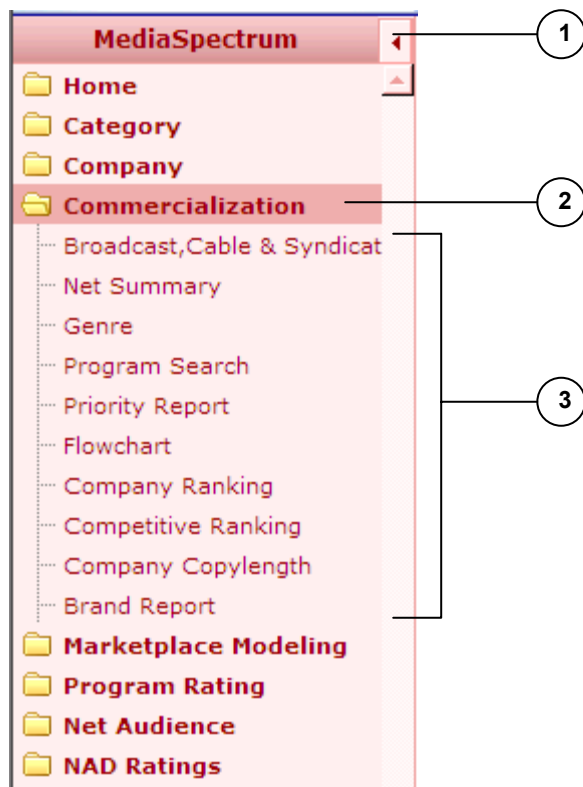 MediaSpectrum
1
Home
Category
Company
Commercialization
2
Broadcast,Cable & Syndicat
Net Summary
Genre
Program Search
Priority Report
3
Flowchart
Company Ranking
Competitive Ranking
Company Copylength
Brand Report
Marketplace Modeling
Program Rating
Net Audience
NAD Ratings